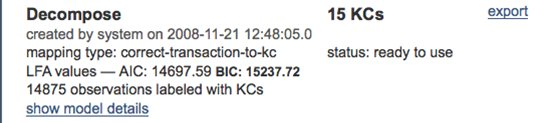 Decompose 15 KCs export
created by system on 2008-11-21 12:48:05.0
mapping type: correct-transaction-to-kc status: ready to use
LFA values — AIC: 14697.59 BIC: 15237.72
14875 observations labeled with KCs
show model details